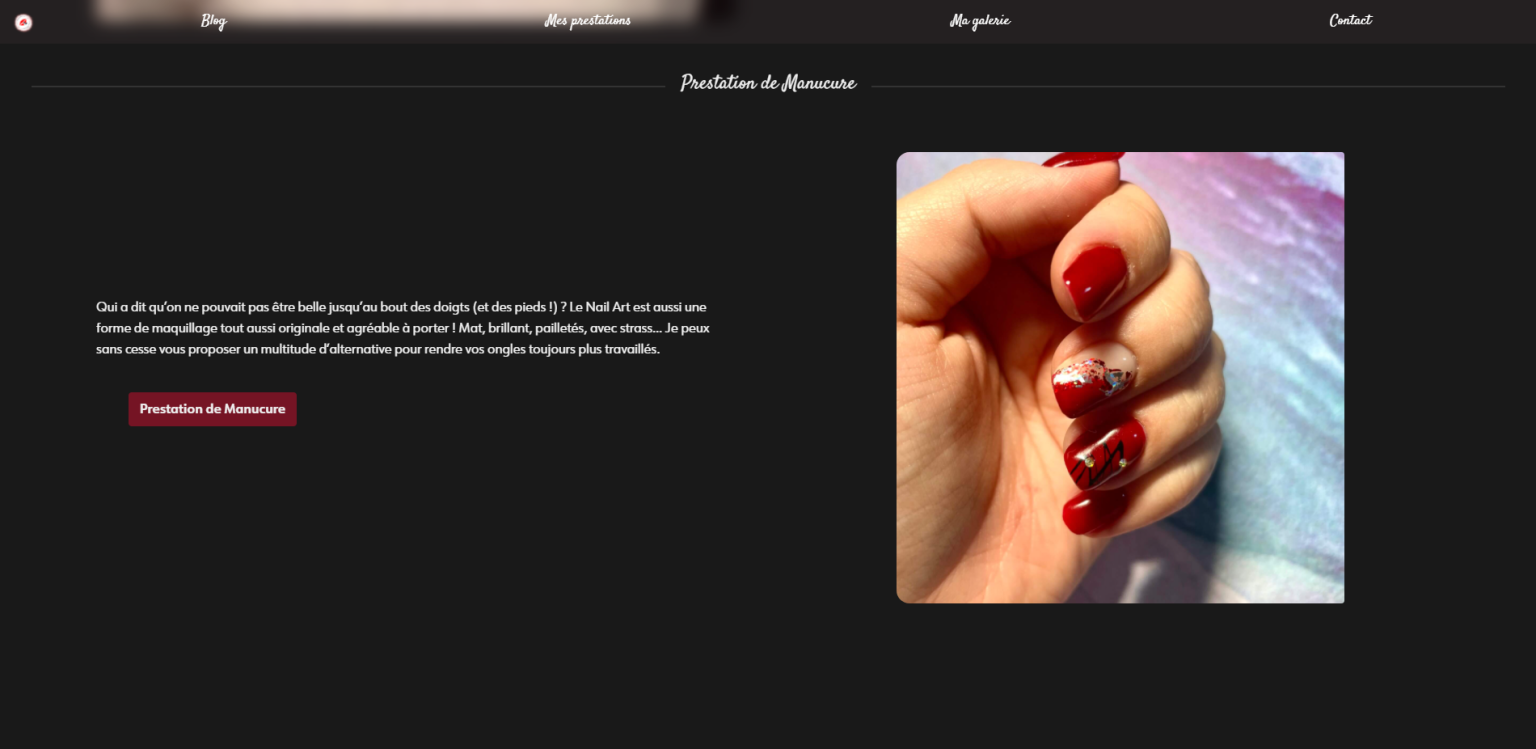 Blog
Mes prestations
Ma galerie
Contact
Prestation de Manucure
Qui a dit qu'on ne pouvait pas être belle jusqu'au bout des doigts (et des pieds !) ? Le Nail Art est aussi une
forme de maquillage tout aussi originale et agréable à porter ! Mat, brillant, pailletés, avec strass... Je peux
sans cesse vous proposer un multitude d'alternative pour rendre vos ongles toujours plus travaillés.
Prestation de Manucure